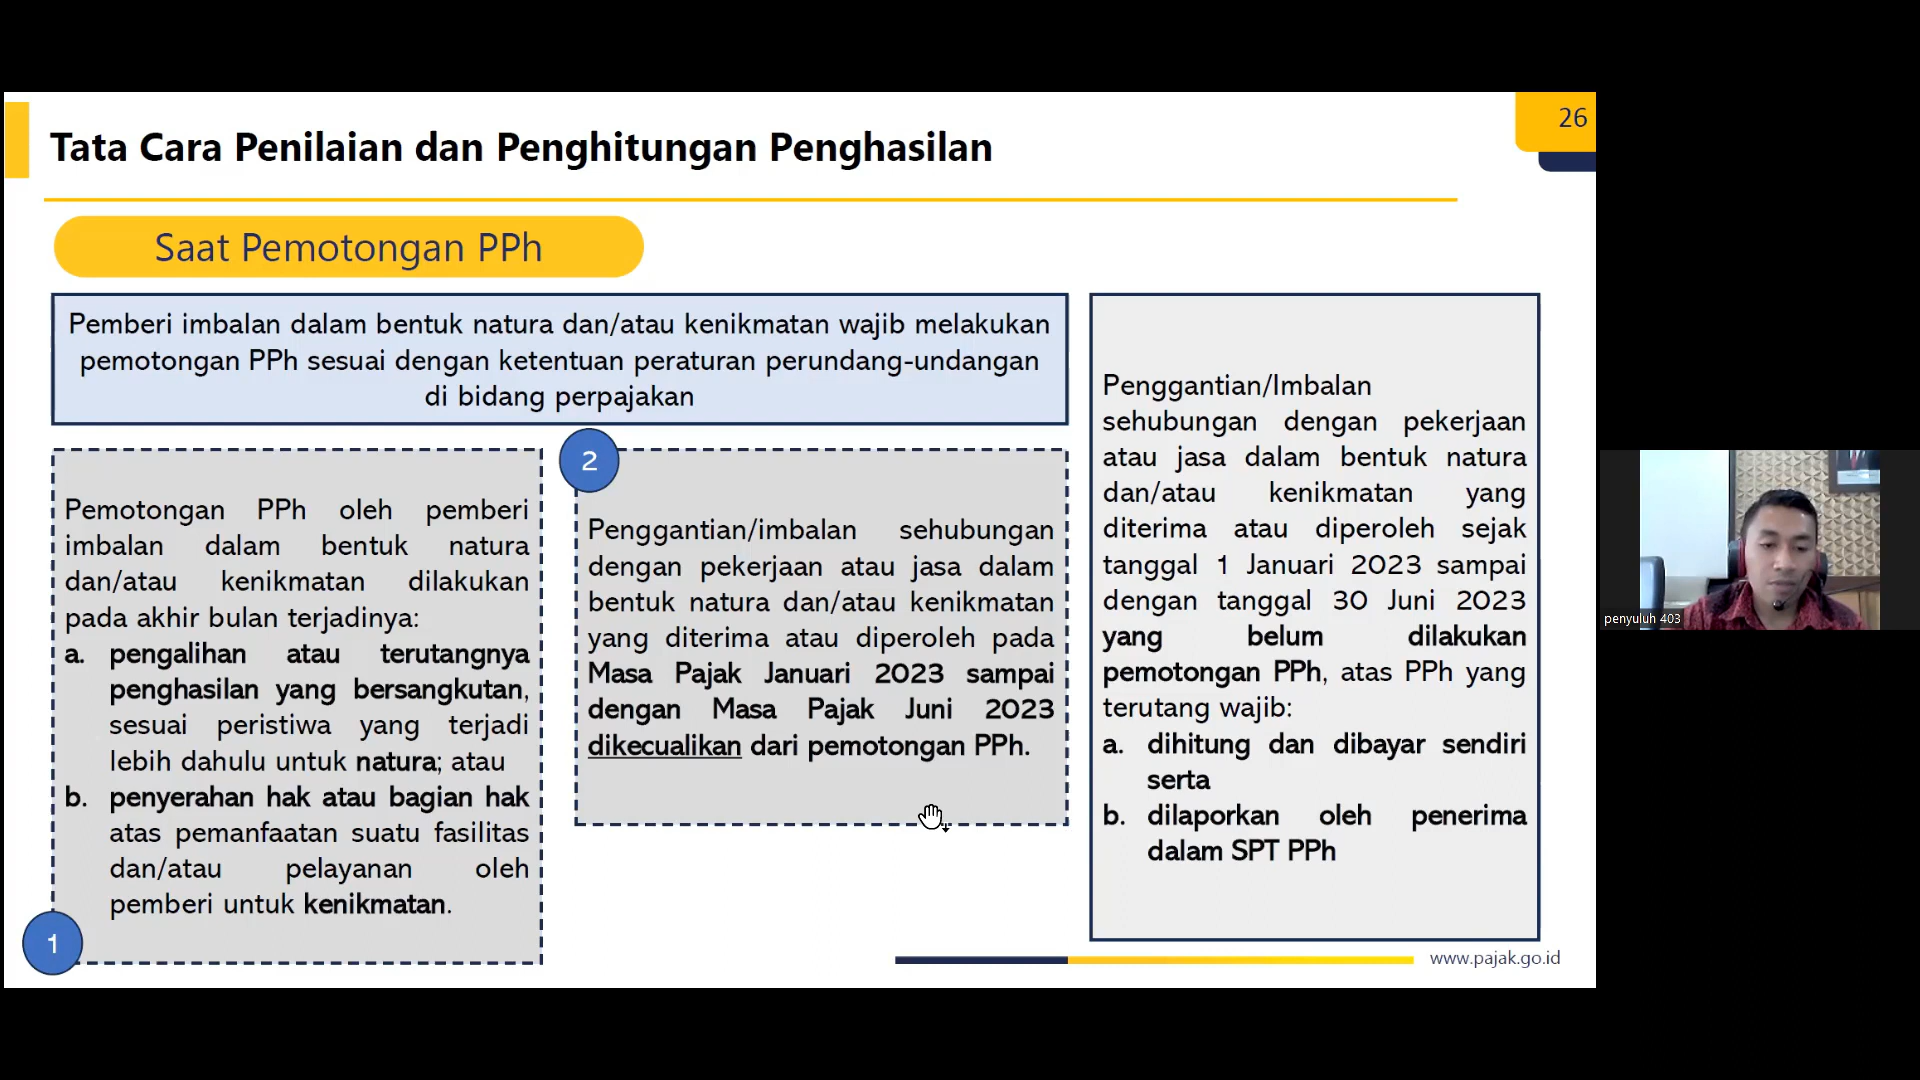 Tata Cara Penilaian dan Penghitungan Penghasilan
26
Saat Pemotongan PPh
Pemberi imbalan dalam bentuk natura dan/atau kenikmatan wajib melakukan
pemotongan PPh sesuai dengan ketentuan peraturan perundang-undangan
di bidang perpajakan
1
Pemotongan PPh oleh pemberi
imbalan dalam bentuk natura
dan/atau kenikmatan dilakukan
pada akhir bulan terjadinya:
a. pengalihan atau terutangnya
penghasilan yang bersangkutan,
sesuai peristiwa yang terjadi
lebih dahulu untuk natura; atau
b. penyerahan hak atau bagian hak
atas pemanfaatan suatu fasilitas
dan/atau pelayanan oleh
pemberi untuk kenikmatan.
2
Penggantian/imbalan sehubungan
dengan pekerjaan atau jasa dalam
bentuk natura dan/atau kenikmatan
yang diterima atau diperoleh pada
Masa Pajak Januari 2023 sampai
dengan Masa Pajak Juni 2023
dikecualikan dari pemotongan PPh.
Penggantian/Imbalan
sehubungan dengan pekerjaan
atau jasa dalam bentuk natura
dan/atau kenikmatan yang
diterima atau diperoleh sejak
tanggal 1 Januari 2023 sampai
dengan tanggal 30 Juni 2023
yang belum dilakukan
pemotongan PPh, atas PPh yang
terutang wajib:
a. dihitung dan dibayar sendiri
serta
b. dilaporkan oleh penerima
dalam SPT PPh
www.pajak.go.id
penyuluh 403